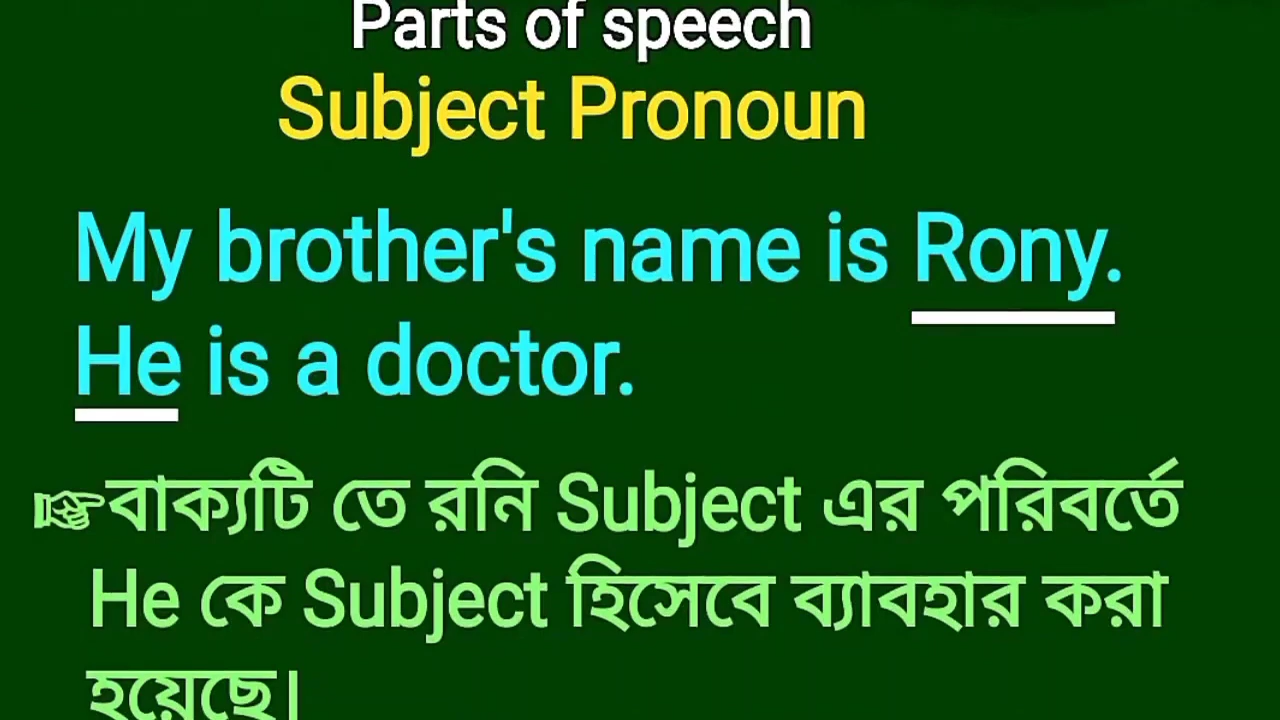 Parts of speech
Subject Pronoun
My brother's name is Rony.
He is a doctor.
☞বাক্যটি তে রনি Subject এর পরিবর্তে
He কে Subject হিসেবে ব্যাবহার করা
হয়েছে।